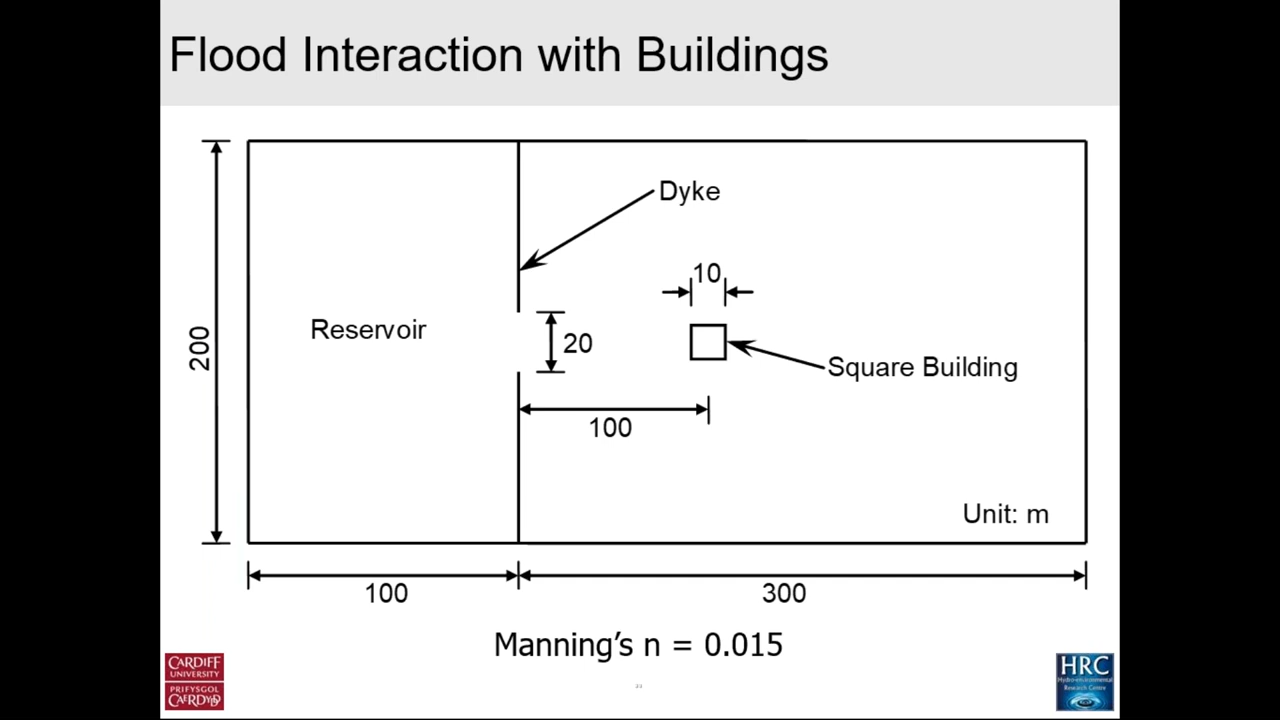 Flood Interaction with Buildings
Dyke
10
Reservoir
200
20
Square Building
100
Unit: m
100
300
Manning's n = 0.015
CARDIFF
UNIVERSITY
PRIFYSGOL
CAERDYDD
HRC
Hydro-environmental
Research Centre